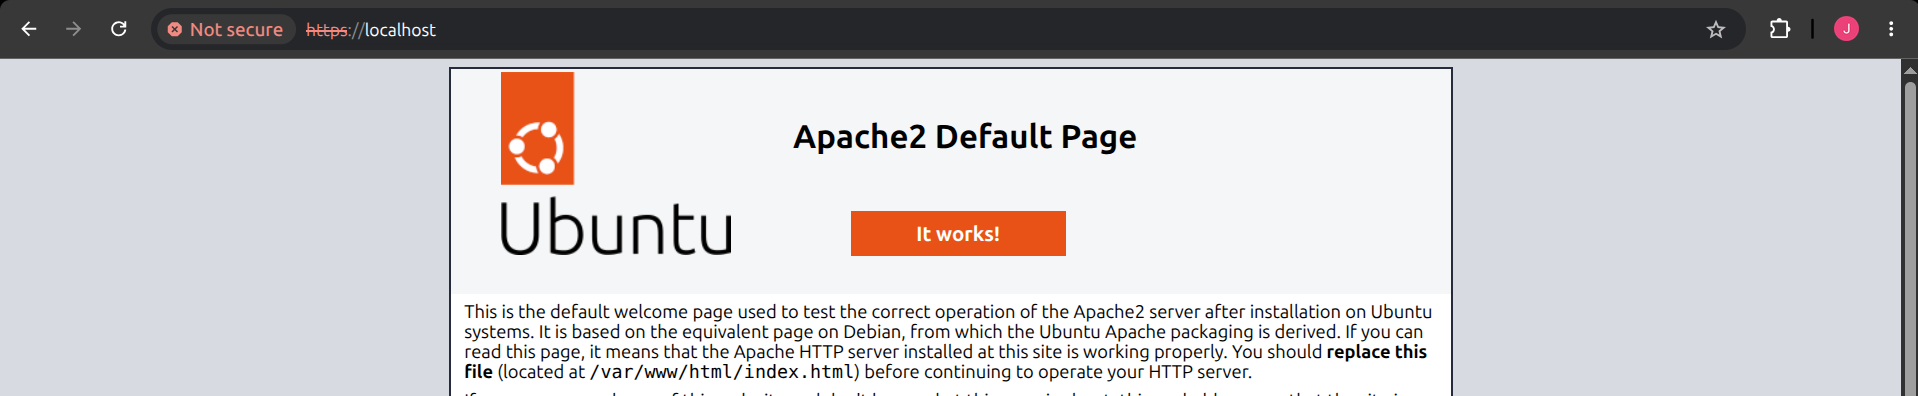 Not secure https://localhost
J
Apache2 Default Page
Ubuntu
It works!
This is the default welcome page used to test the correct operation of the Apache2 server after installation on Ubuntu
systems. It is based on the equivalent page on Debian, from which the Ubuntu Apache packaging is derived. If you can
read this page, it means that the Apache HTTP server installed at this site is working properly. You should replace this
file (located at /var/www/html/index.html) before continuing to operate your HTTP server.